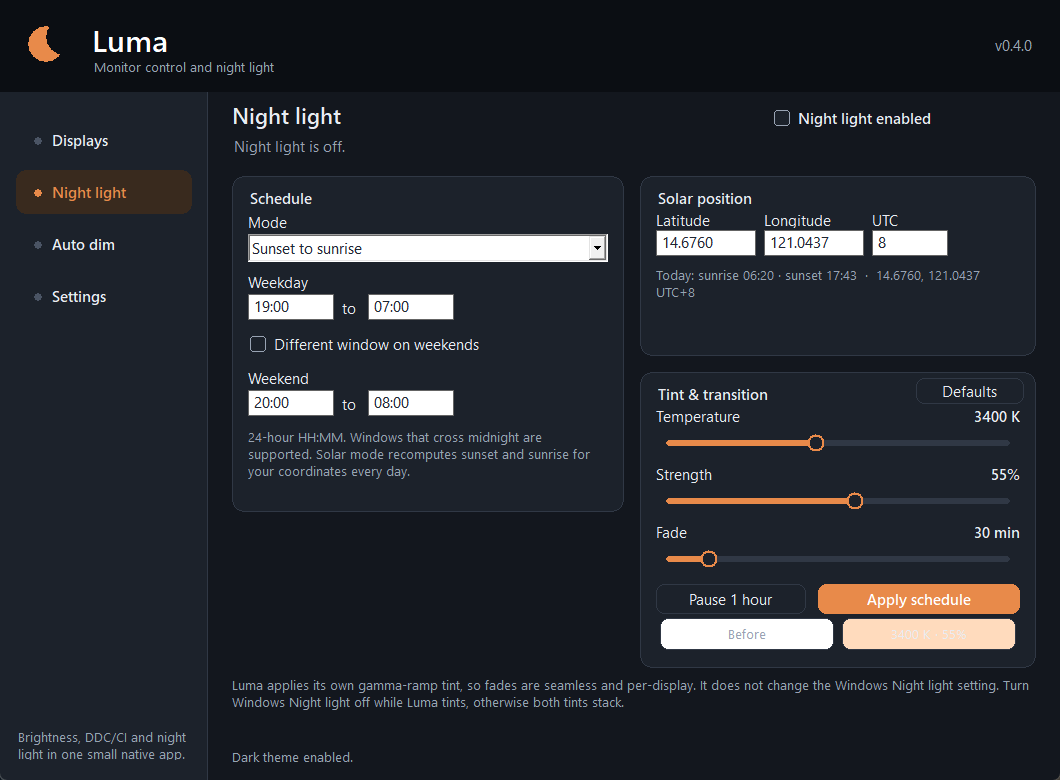 Luma
Monitor control and night light
v0.4.0
Displays
Night light
Auto dim
Settings
Brightness, DDC/CI and night
light in one small native app.
Night light
Night light is off.
Night light enabled
Schedule
Mode
Sunset to sunrise
Weekday
19:00 to 07:00
Different window on weekends
Weekend
20:00 to 08:00
24-hour HH:MM. Windows that cross midnight are
supported. Solar mode recomputes sunset and sunrise for
your coordinates every day.
Solar position
Latitude Longitude UTC
14.6760 121.0437 8
Today: sunrise 06:20 · sunset 17:43 · 14.6760, 121.0437
UTC+8
Tint & transition Defaults
Temperature 3400 K
Strength 55%
Fade 30 min
Pause 1 hour Apply schedule
Before 3400 K · 55%
Luma applies its own gamma-ramp tint, so fades are seamless and per-display. It does not change the Windows Night light setting. Turn
Windows Night light off while Luma tints, otherwise both tints stack.
Dark theme enabled.